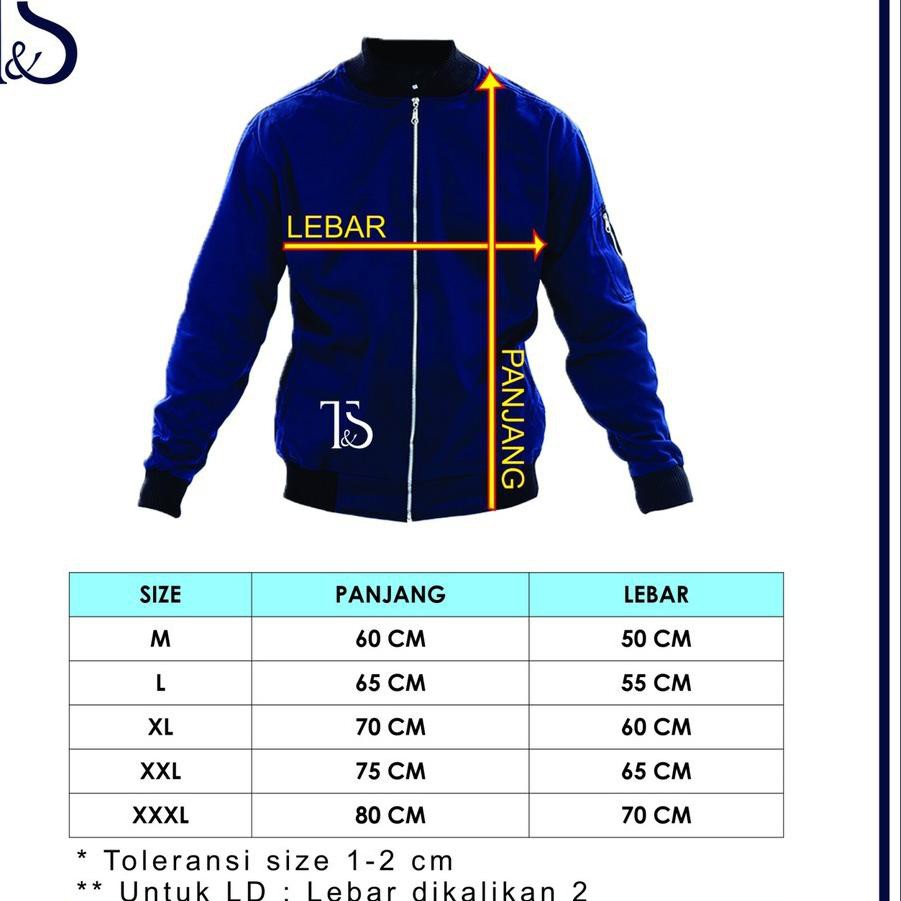 &S
LEBAR
PANJANG
T&S
SIZE PANJANG LEBAR
M 60 CM 50 CM
L 65 CM 55 CM
XL 70 CM 60 CM
XXL 75 CM 65 CM
XXXL 80 CM 70 CM
* Toleransi size 1-2 cm
** Untuk LD : Lebar dikalikan 2